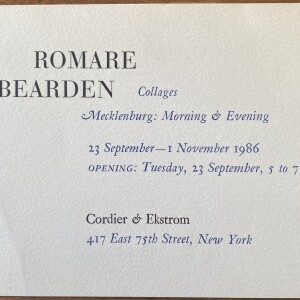 ROMARE
BEARDEN Collages
Mecklenburg: Morning & Evening
23 September—1 November 1986
OPENING: Tuesday, 23 September, 5 to 7
Cordier & Ekstrom
417 East 75th Street, New York